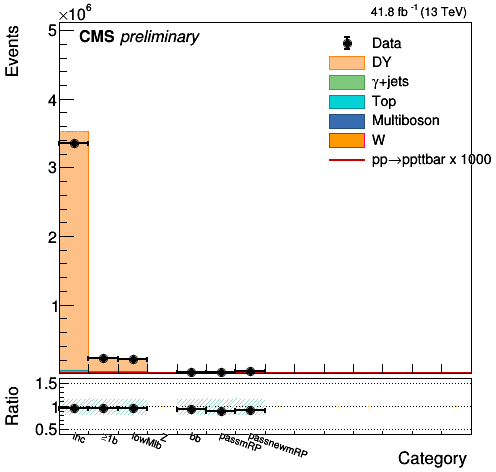 ×10⁶
41.8 fb⁻¹ (13 TeV)
CMS preliminary
Events
5
4
3
2
1
Data
DY
γ+jets
Top
Multiboson
W
pp→ppttbar x 1000
Ratio
1.5
1
0.5
inc
≥1b
lowMlb
Z
bb
passmRP
passnewmRP
Category